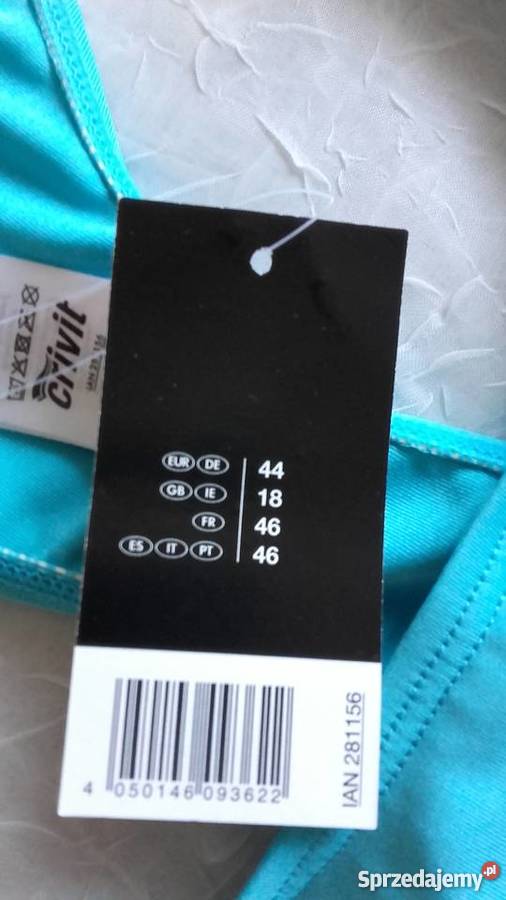 crivit
EUR DE 44
GB IE 18
FR 46
ES IT PT 46
4 050146 093622
IAN 281156
Sprzedajemy.pl